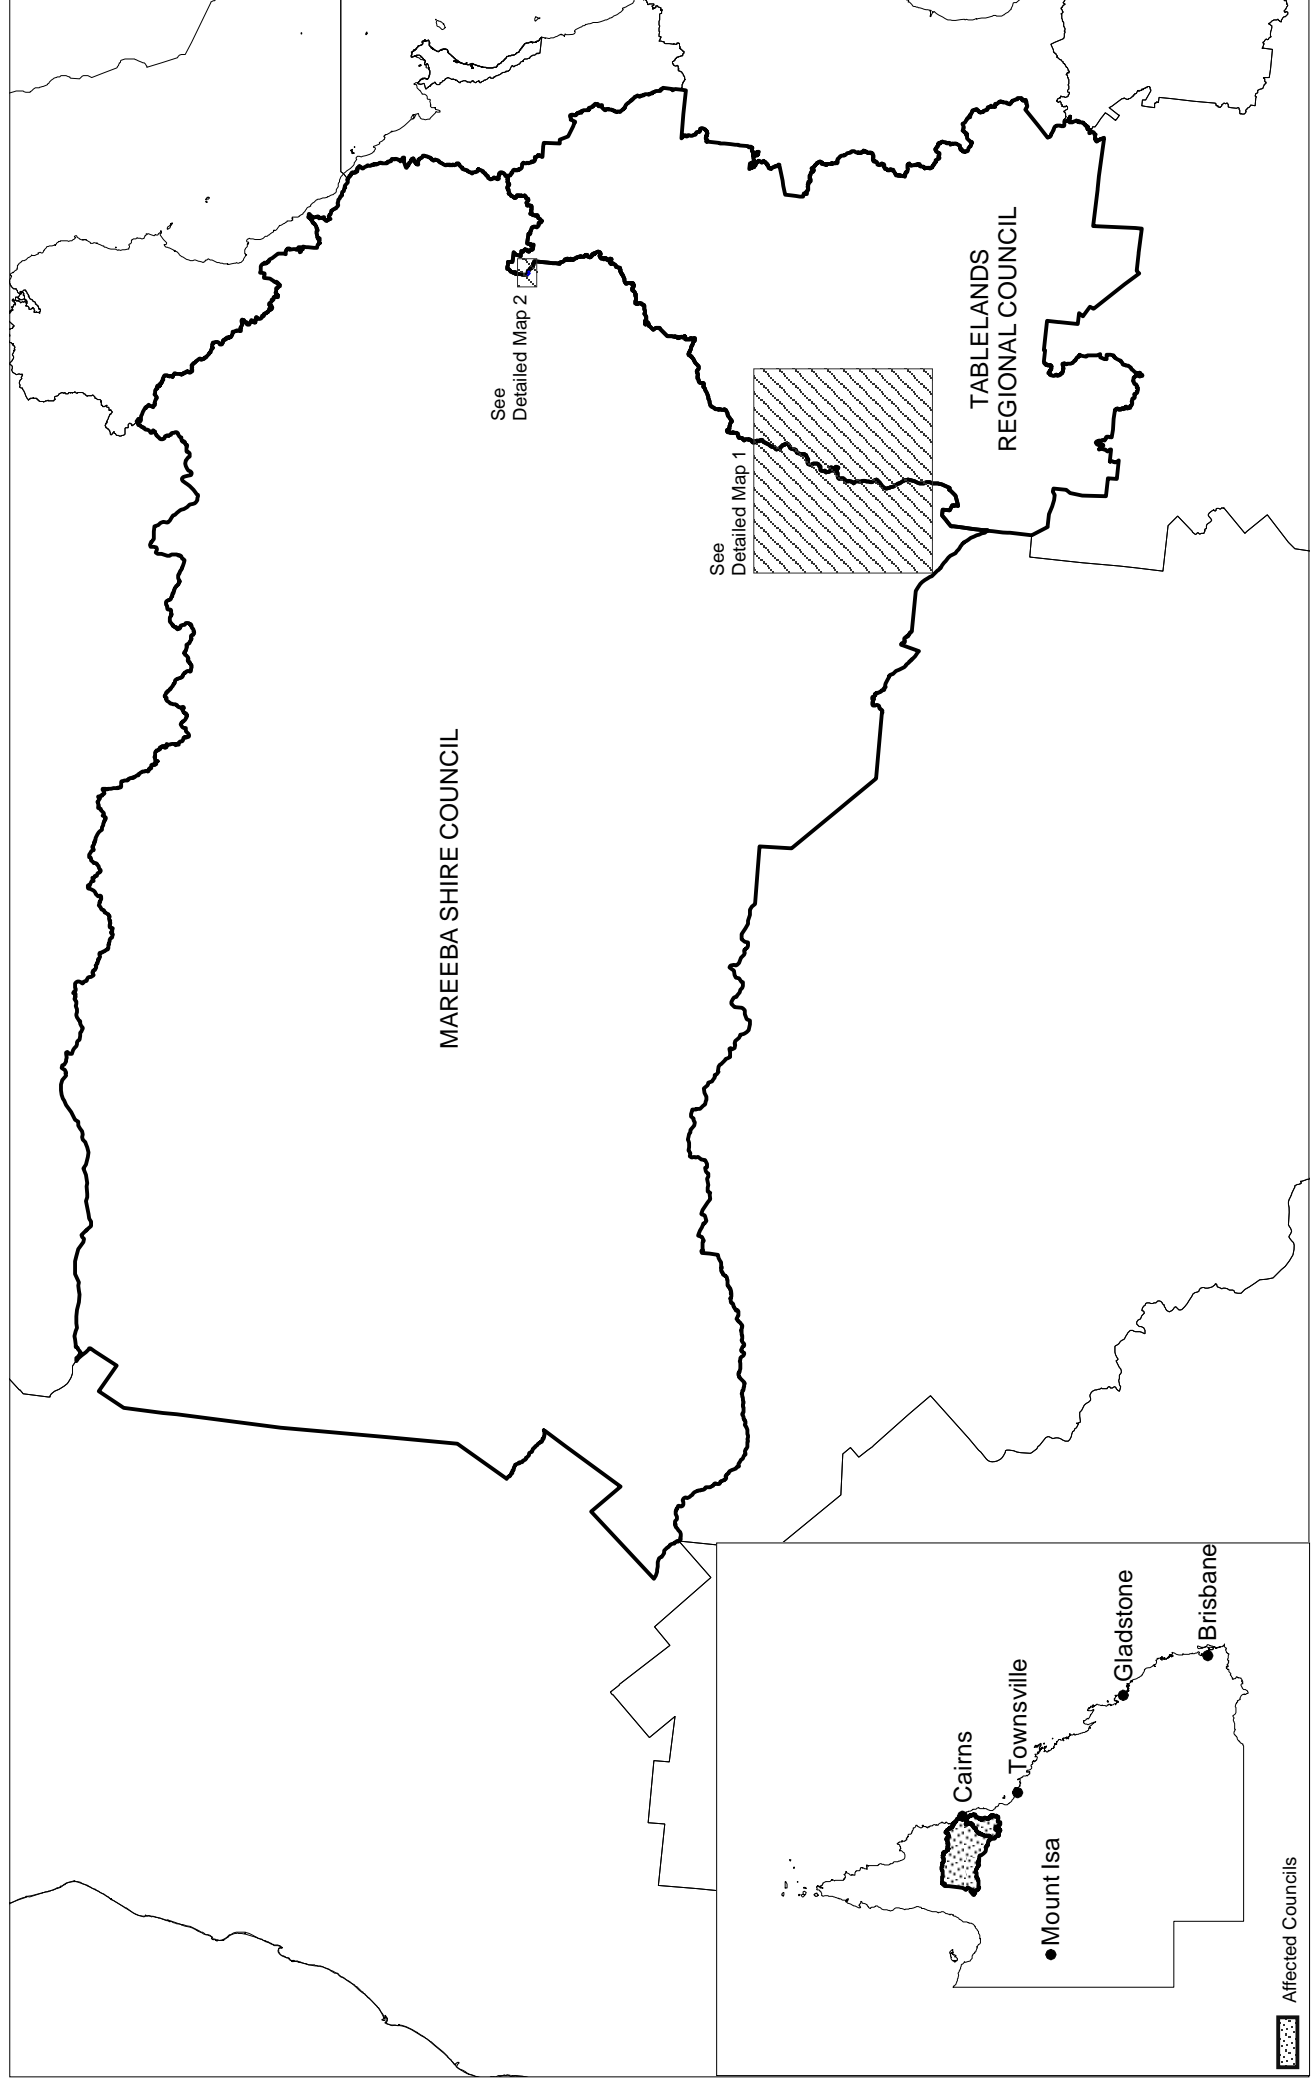 See
Detailed Map 2
MAREEBA SHIRE COUNCIL
See
Detailed Map 1
TABLELANDS
REGIONAL COUNCIL
Cairns
Townsville
Mount Isa
Gladstone
Brisbane
Affected Councils